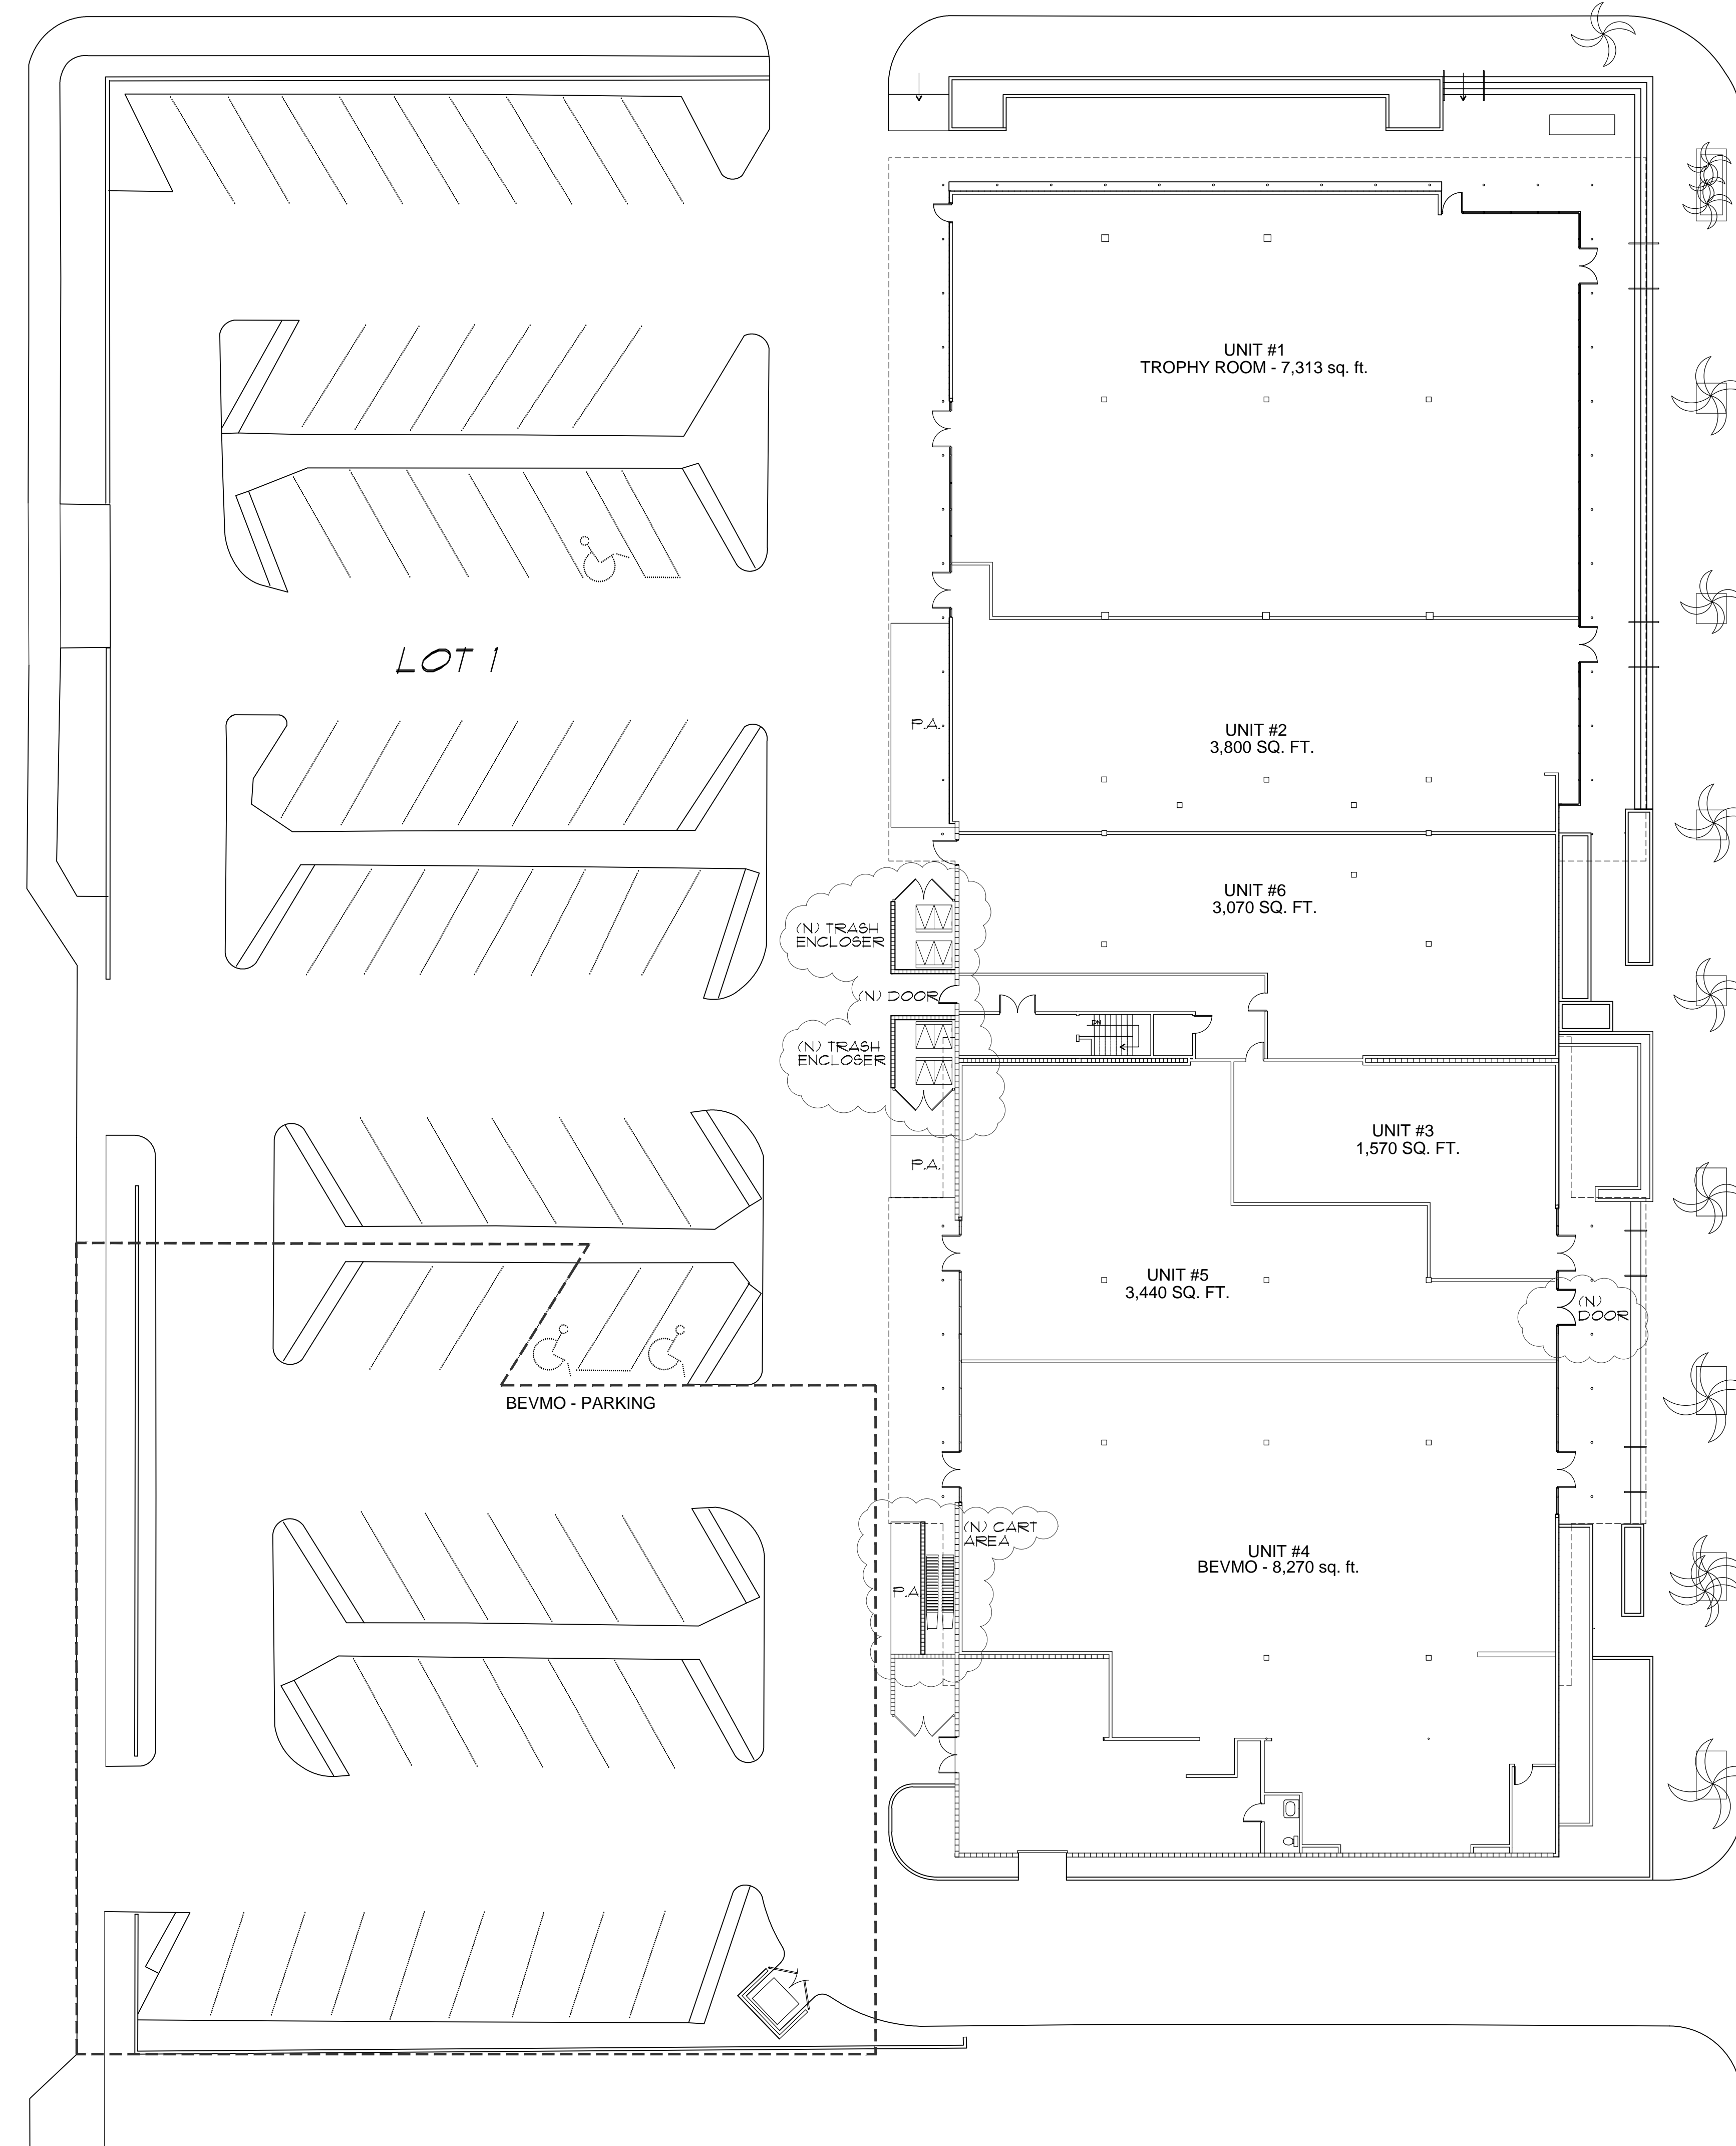 UNIT #1
TROPHY ROOM - 7,313 sq. ft.
LOT 1
P.A.
UNIT #2
3,800 SQ. FT.
UNIT #6
3,070 SQ. FT.
(N) TRASH
ENCLOSER
(N) DOOR
DN
(N) TRASH
ENCLOSER
UNIT #3
1,570 SQ. FT.
P.A.
UNIT #5
3,440 SQ. FT.
(N)
DOOR
BEVMO - PARKING
(N) CART
AREA
UNIT #4
BEVMO - 8,270 sq. ft.
P.A.